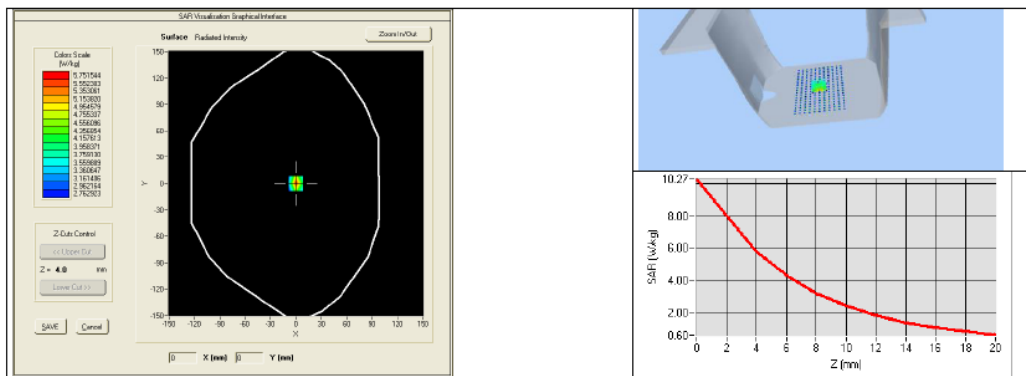 SAR Visualisation Graphical Interface
Surface Radiated Intensity
Zoom In/Out
Colors Scale
(W/kg)
5.751544
5.552303
5.353061
5.153820
4.954579
4.755337
4.556096
4.356854
4.157613
3.958371
3.759130
3.559889
3.360647
3.161406
2.962164
2.762923
Z-Cuts Control
<< Upper Cut
Z = 4.0 mm
Lower Cut >>
SAVE Cancel
150
120
90
60
30
0
-30
-60
-90
-120
-150
Y
-150 -120 -90 -60 -30 0 30 60 90 120 150
X
0 X (mm) 0 Y (mm)
10.27
8.00
6.00
4.00
2.00
0.60
SAR (W/kg)
0 2 4 6 8 10 12 14 16 18 20
Z (mm)